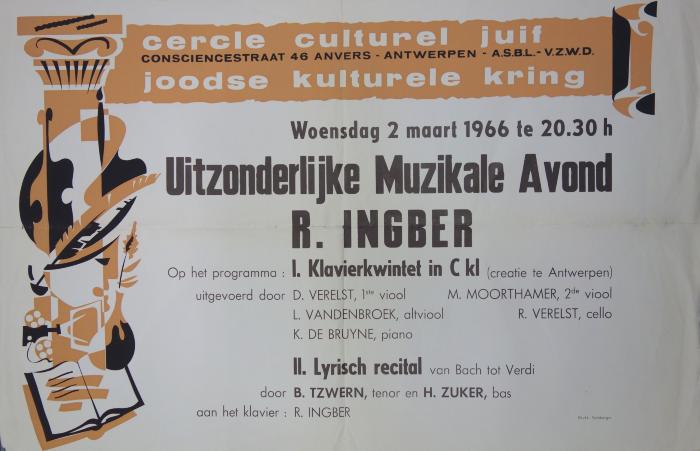 cercle culturel juif
CONSCIENCESTRAAT 46 ANVERS - ANTWERPEN - A.S.B.L. - V.Z.W.D.
joodse kulturele kring
Woensdag 2 maart 1966 te 20.30 h
Uitzonderlijke Muzikale Avond
R. INGBER
Op het programma : I. Klavierkwintet in C kl (creatie te Antwerpen)
uitgevoerd door D. VERELST, 1ste viool M. MOORTHAMER, 2de viool
L. VANDENBROEK, altviool R. VERELST, cello
K. DE BRUYNE, piano
II. Lyrisch recital van Bach tot Verdi
door B. TZWERN, tenor en H. ZUKER, bas
aan het klavier : R. INGBER